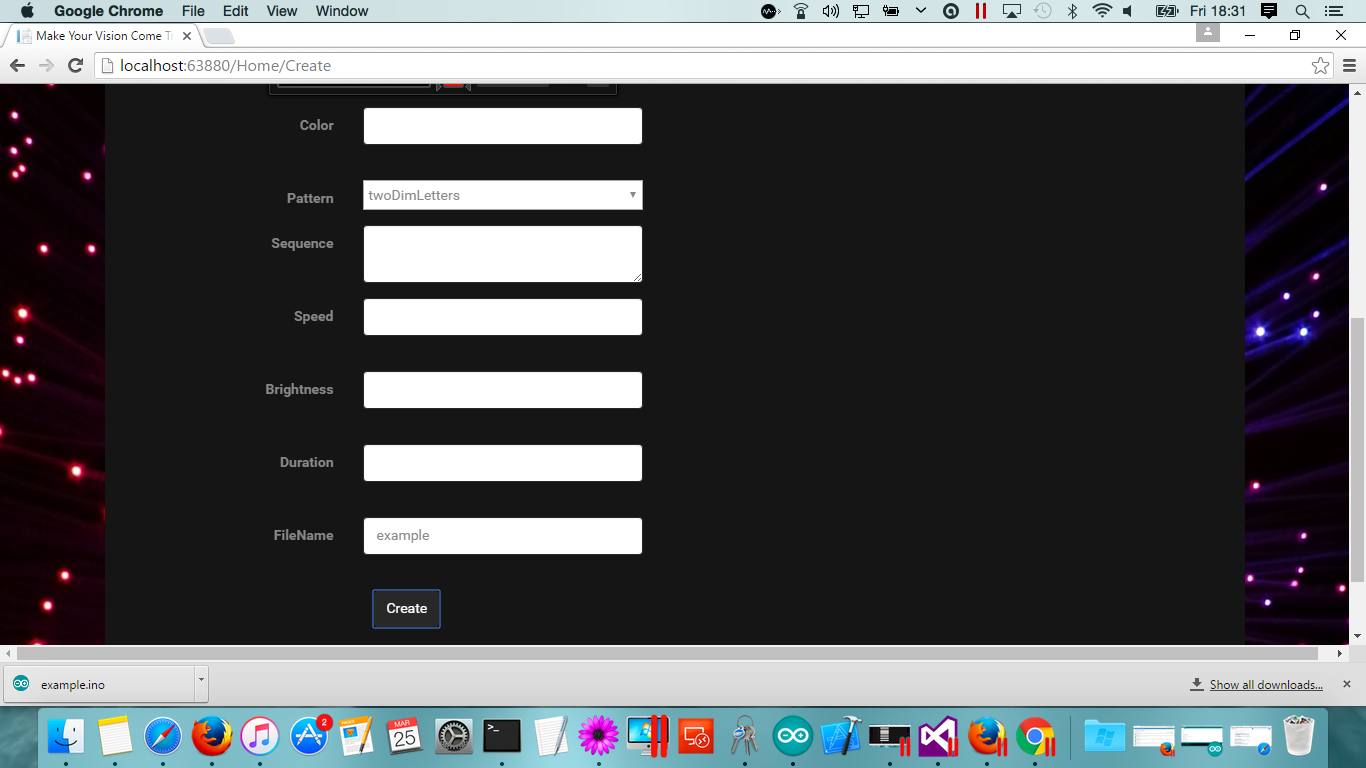 Google Chrome File Edit View Window Fri 18:31
Make Your Vision Come T
localhost:63880/Home/Create
Color
Pattern twoDimLetters
Sequence
Speed
Brightness
Duration
FileName example
Create
example.ino Show all downloads...
2
PAGES
MAR
25
>_